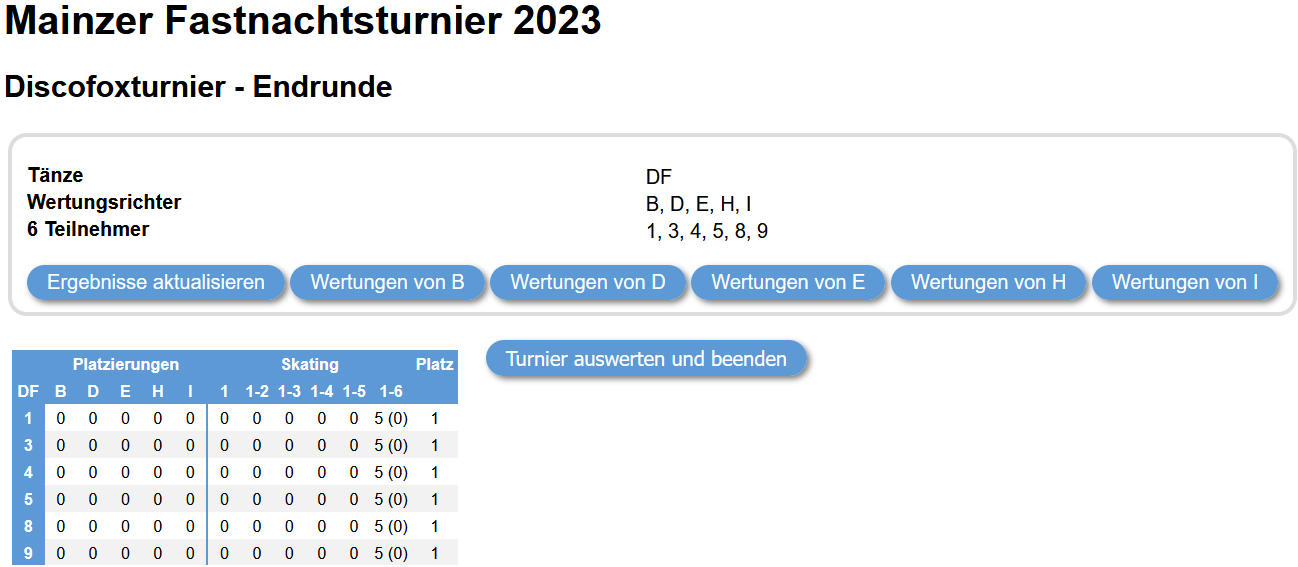 Mainzer Fastnachtsturnier 2023
Discofoxturnier - Endrunde
Tänze DF
Wertungsrichter B, D, E, H, I
6 Teilnehmer 1, 3, 4, 5, 8, 9
Ergebnisse aktualisieren Wertungen von B Wertungen von D Wertungen von E Wertungen von H Wertungen von I
Turnier auswerten und beenden
Platzierungen Skating Platz
DF B D E H I 1 1-2 1-3 1-4 1-5 1-6
1 0 0 0 0 0 0 0 0 0 0 5 (0) 1
3 0 0 0 0 0 0 0 0 0 0 5 (0) 1
4 0 0 0 0 0 0 0 0 0 0 5 (0) 1
5 0 0 0 0 0 0 0 0 0 0 5 (0) 1
8 0 0 0 0 0 0 0 0 0 0 5 (0) 1
9 0 0 0 0 0 0 0 0 0 0 5 (0) 1